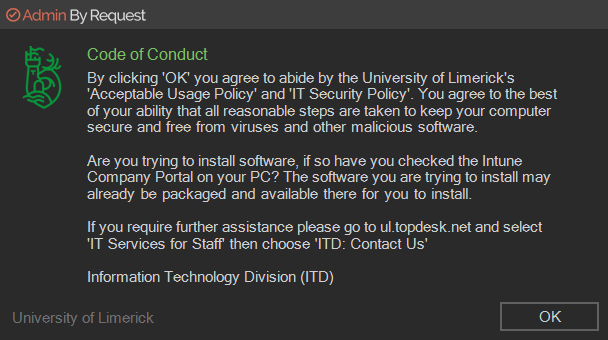 Admin By Request
Code of Conduct
By clicking 'OK' you agree to abide by the University of Limerick's
'Acceptable Usage Policy' and 'IT Security Policy'. You agree to the best
of your ability that all reasonable steps are taken to keep your computer
secure and free from viruses and other malicious software.
Are you trying to install software, if so have you checked the Intune
Company Portal on your PC? The software you are trying to install may
already be packaged and available there for you to install.
If you require further assistance please go to ul.topdesk.net and select
'IT Services for Staff' then choose 'ITD: Contact Us'
Information Technology Division (ITD)
University of Limerick
OK